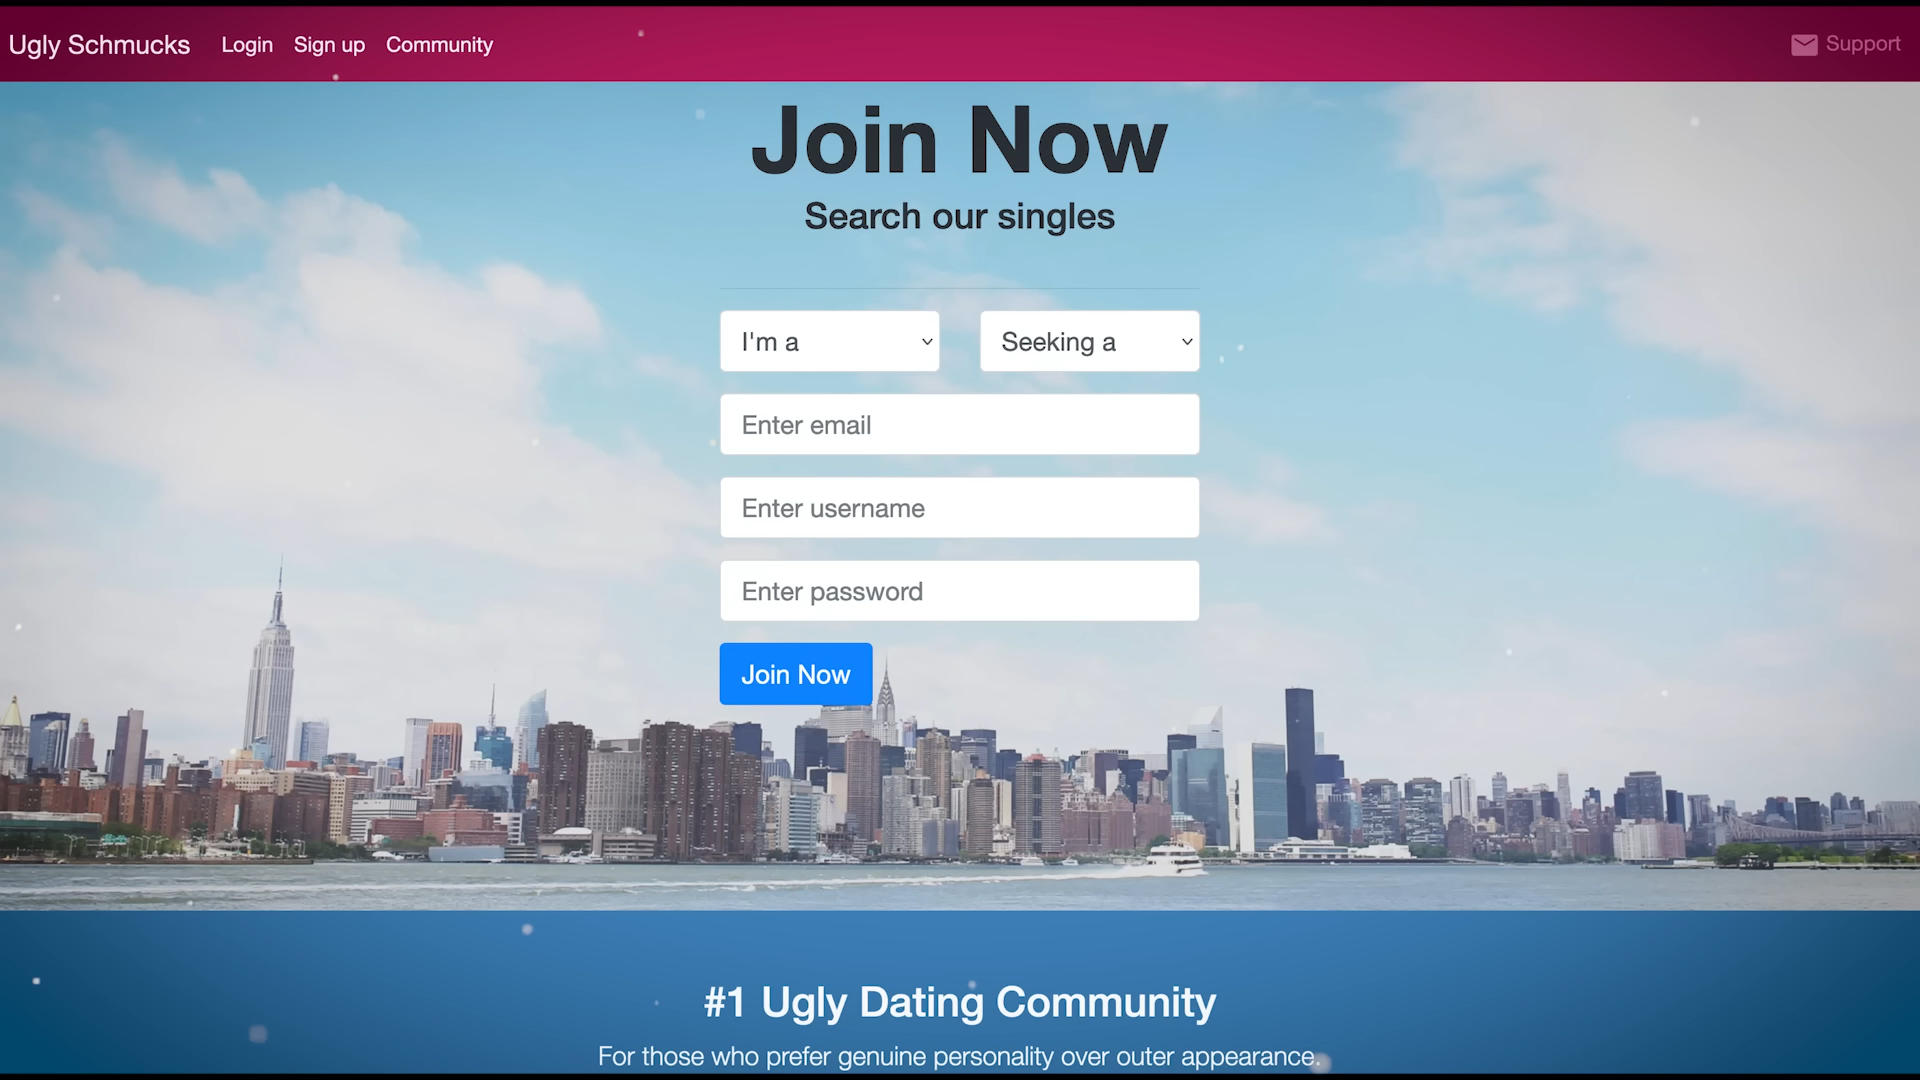 Ugly Schmucks Login Sign up Community Support
Join Now
Search our singles
I'm a Seeking a
Enter email
Enter username
Enter password
Join Now
#1 Ugly Dating Community
For those who prefer genuine personality over outer appearance.